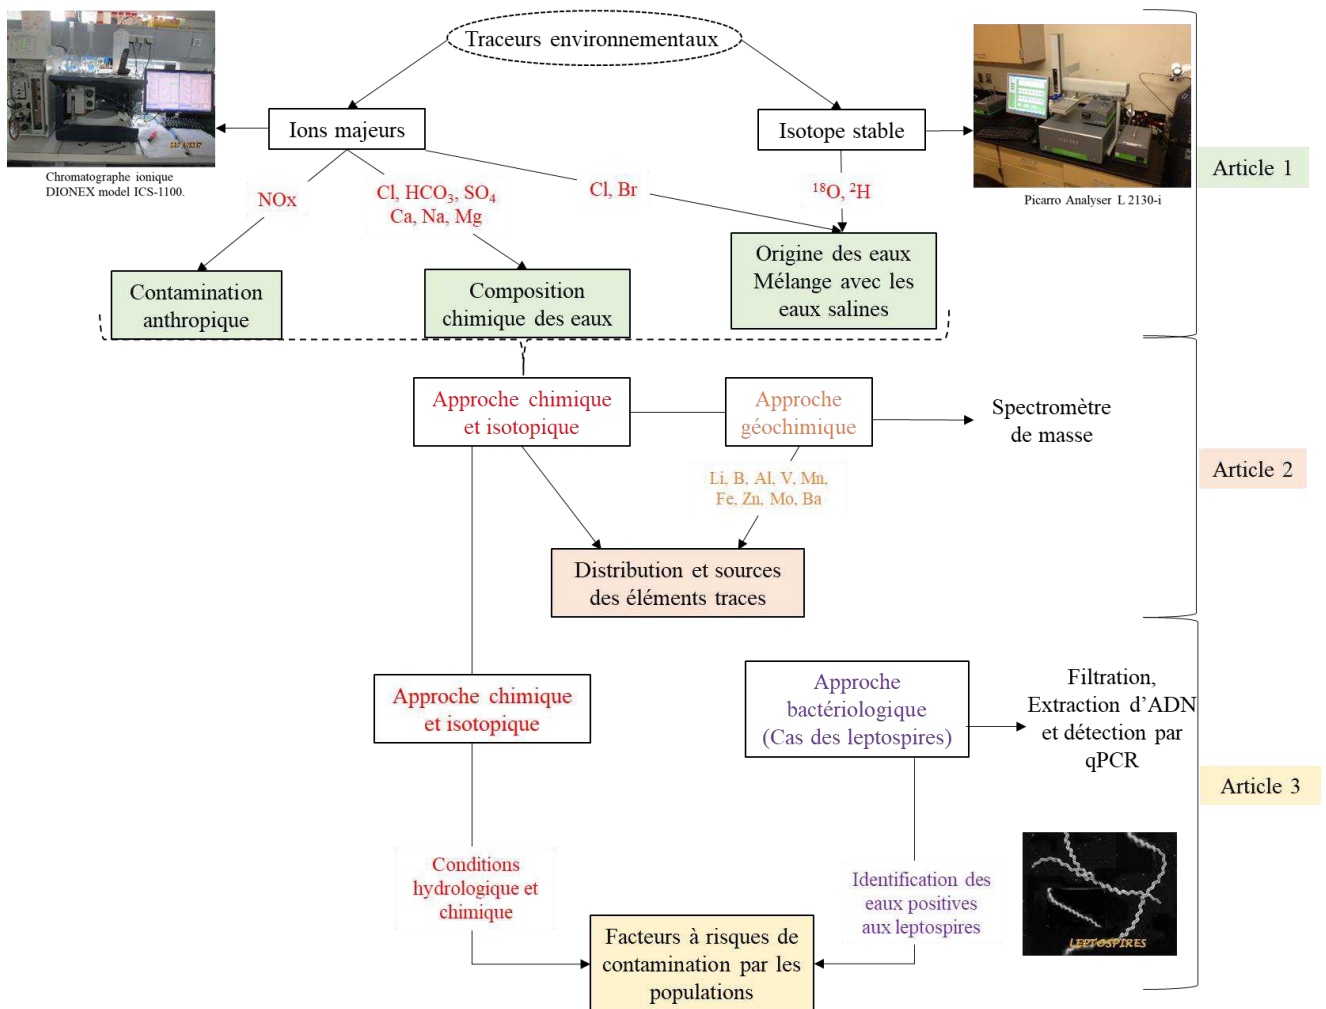 Traceurs environnementaux
Ions majeurs
Isotope stable
Article 1
Chromatographe ionique
DIONEX model ICS-1100.
Picarro Analyser L 2130-i
NOx
Cl, HCO₃, SO₄
Ca, Na, Mg
Cl, Br
¹⁸O, ²H
Contamination
anthropique
Composition
chimique des eaux
Origine des eaux
Mélange avec les
eaux salines
Approche chimique
et isotopique
Approche
géochimique
Spectromètre
de masse
Article 2
Li, B, Al, V, Mn,
Fe, Zn, Mo, Ba
Distribution et sources
des éléments traces
Approche chimique
et isotopique
Approche
bactériologique
(Cas des leptospires)
Filtration,
Extraction d’ADN
et détection par
qPCR
Article 3
Conditions
hydrologique et
chimique
Identification des
eaux positives
aux leptospires
LEPTOSPIRES
Facteurs à risques de
contamination par les
populations